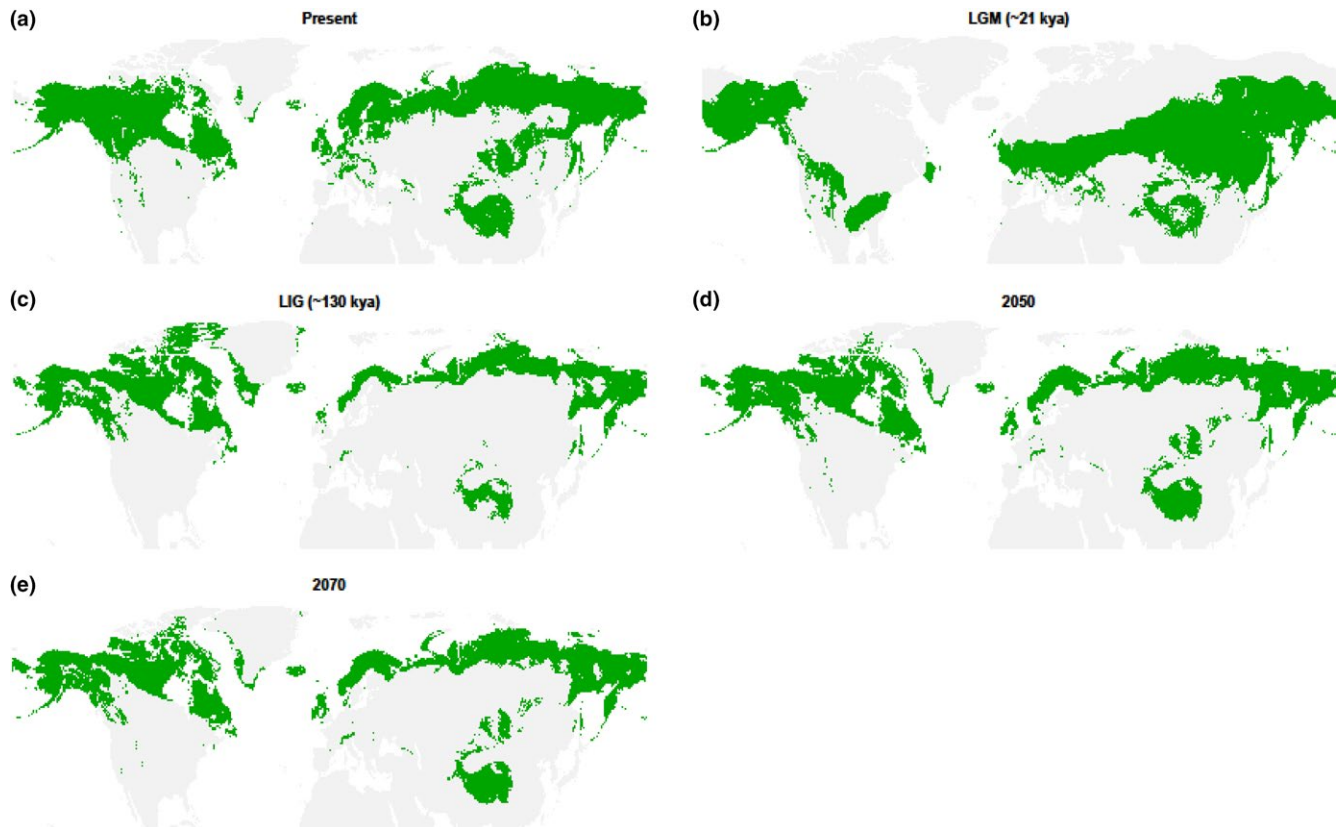 (a) Present
(b) LGM (~21 kya)
(c) LIG (~130 kya)
(d) 2050
(e) 2070